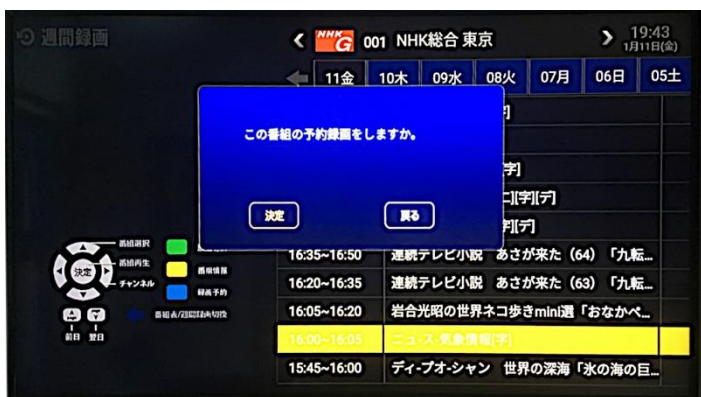 週間録画
NHK G 001 NHK総合 東京
19:43
1月11日(金)
11金 10木 09水 08火 07月 06日 05土
この番組の予約録画をしますか。
決定 戻る
字]
][字][デ]
字][デ]
16:35~16:50 連続テレビ小説 あさが来た（64）「九転...
16:20~16:35 連続テレビ小説 あさが来た（63）「九転...
16:05~16:20 岩合光昭の世界ネコ歩きmini選「おなかペ...
16:00~16:05 ニュース・気象情報[字]
15:45~16:00 ディープオーシャン 世界の深海「氷の海の巨...
番組選択
番組再生
チャンネル
決定
番組情報
録画予約
番組表/週間録画切換
前日 翌日